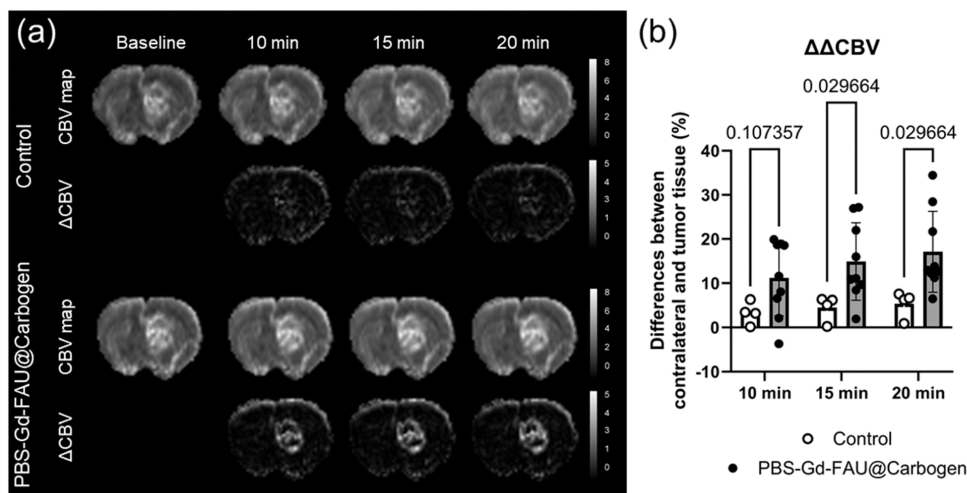 (a)
Baseline 10 min 15 min 20 min
Control
CBV map
8
6
4
2
0
ΔCBV
5
4
3
1
0
PBS-Gd-FAU@Carbogen
CBV map
8
6
4
2
0
ΔCBV
5
4
3
1
0
(b)
ΔΔCBV
0.029664
0.107357 0.029664
Differences between
contralateral and tumor tissue (%)
40
30
20
10
0
-10
10 min 15 min 20 min
Control
PBS-Gd-FAU@Carbogen